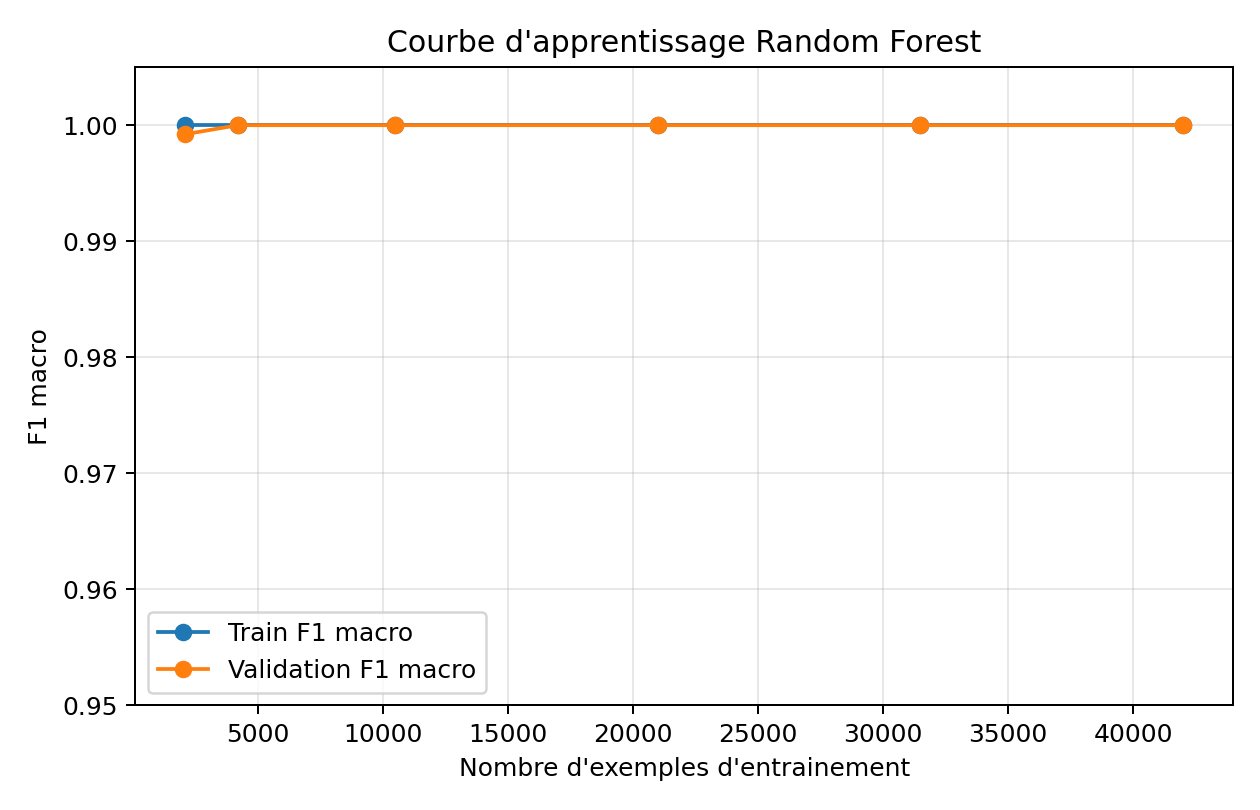 Courbe d'apprentissage Random Forest
1.00
0.99
0.98
0.97
0.96
0.95
F1 macro
Train F1 macro
Validation F1 macro
5000 10000 15000 20000 25000 30000 35000 40000
Nombre d'exemples d'entrainement